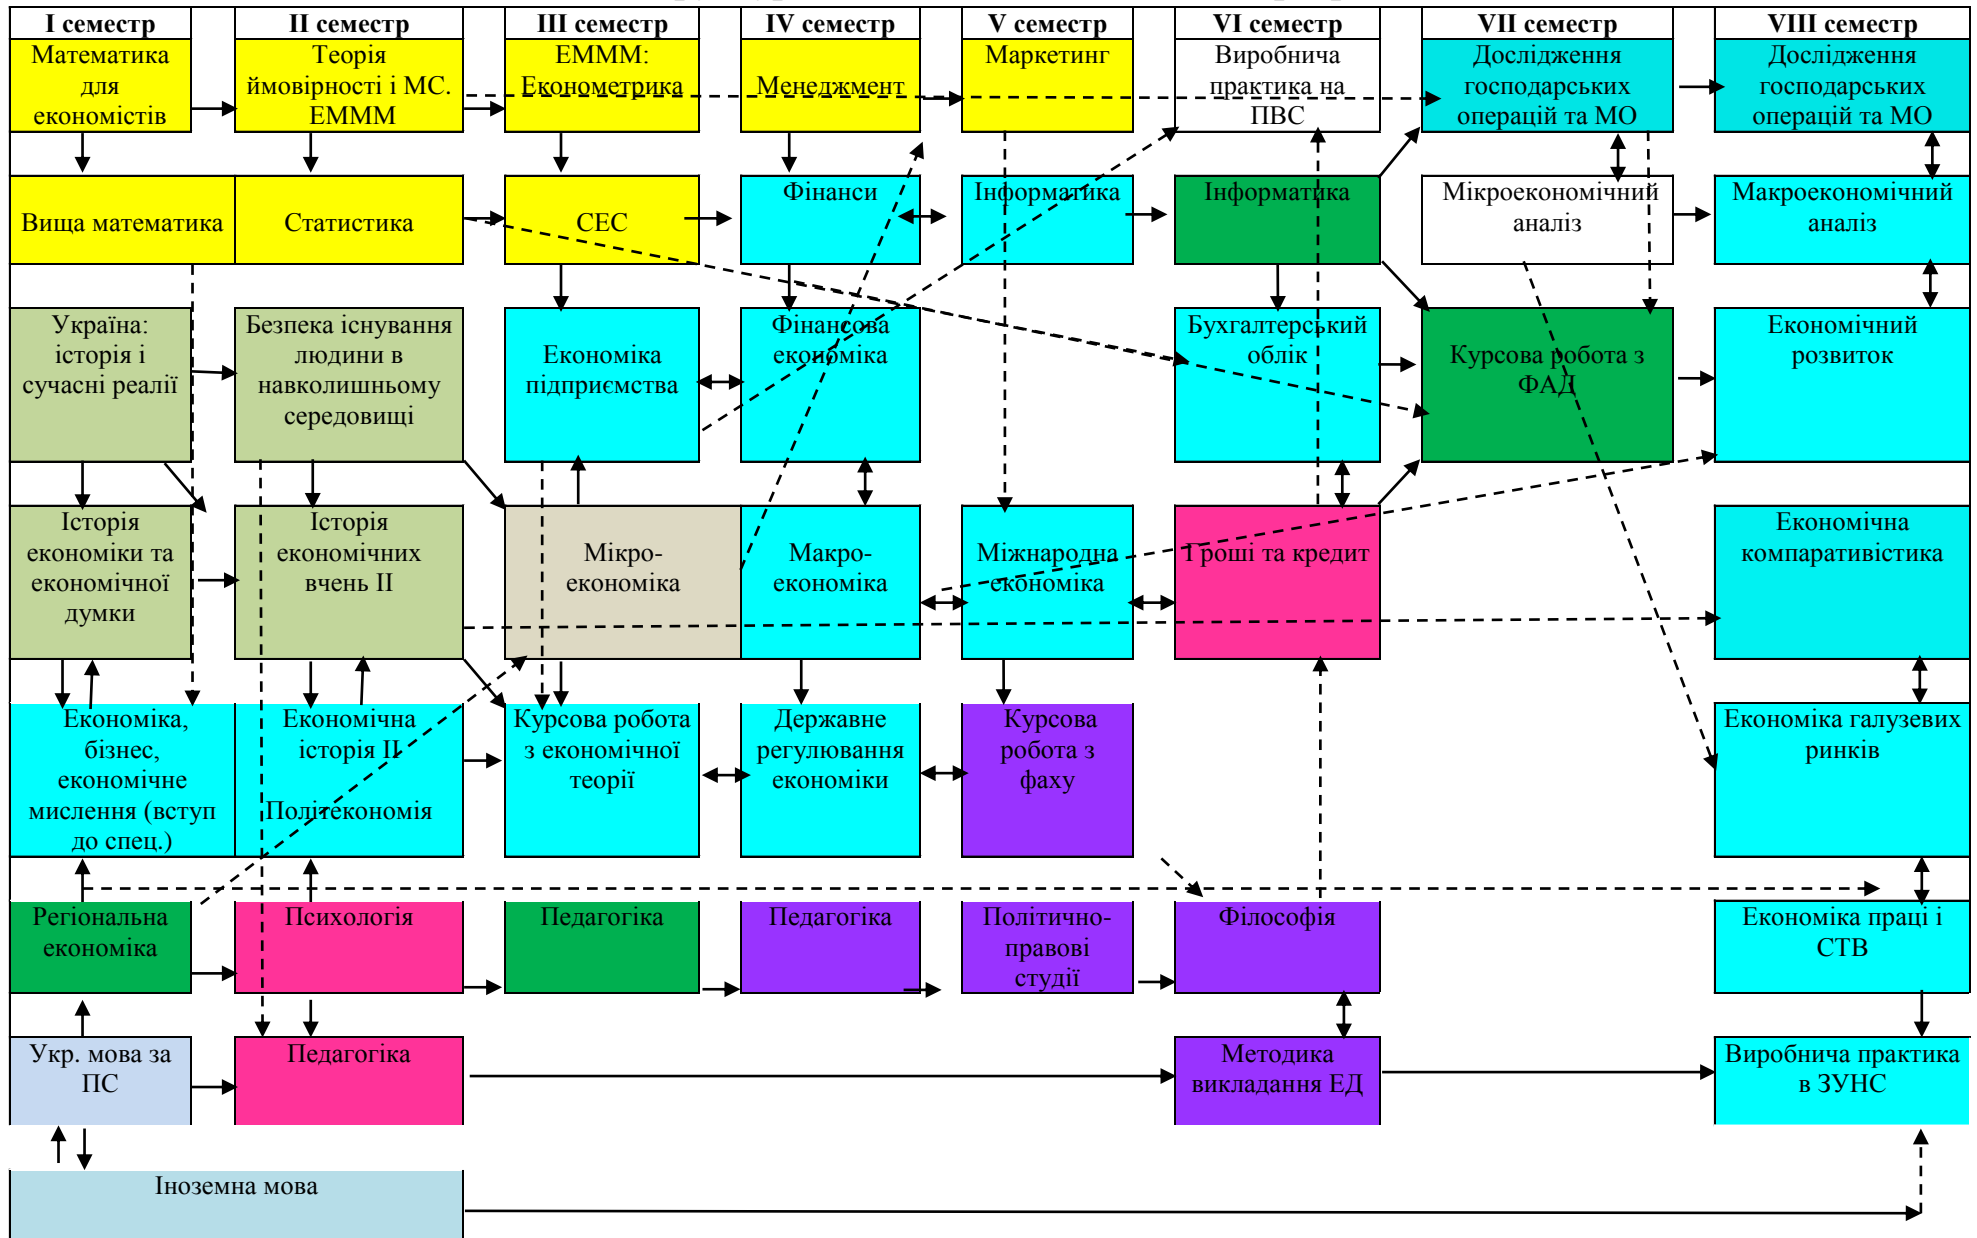 I семестр
II семестр
III семестр
IV семестр
V семестр
VI семестр
VII семестр
VIII семестр
Математика
для
економістів
Теорія
ймовірності і МС.
ЕМММ
ЕМММ:
Економетрика
Менеджмент
Маркетинг
Виробнича
практика на
ПВС
Дослідження
господарських
операцій та МО
Дослідження
господарських
операцій та МО
Вища математика
Статистика
СЕС
Фінанси
Інформатика
Інформатика
Мікроекономічний
аналіз
Макроекономічний
аналіз
Україна:
історія і
сучасні реалії
Безпека існування
людини в
навколишньому
середовищі
Економіка
підприємства
Фінансова
економіка
Бухгалтерський
облік
Курсова робота з
ФАД
Економічний
розвиток
Історія
економіки та
економічної
думки
Історія
економічних
вчень II
Мікро-
економіка
Макро-
економіка
Міжнародна
економіка
Гроші та кредит
Економічна
компаративістика
Економіка,
бізнес,
економічне
мислення (вступ
до спец.)
Економічна
історія II
Політекономія
Курсова робота
з економічної
теорії
Державне
регулювання
економіки
Курсова
робота з
фаху
Економіка галузевих
ринків
Регіональна
економіка
Психологія
Педагогіка
Педагогіка
Політично-
правові
студії
Філософія
Економіка праці і
СТВ
Укр. мова за
ПС
Педагогіка
Методика
викладання ЕД
Виробнича практика
в ЗУНС
Іноземна мова